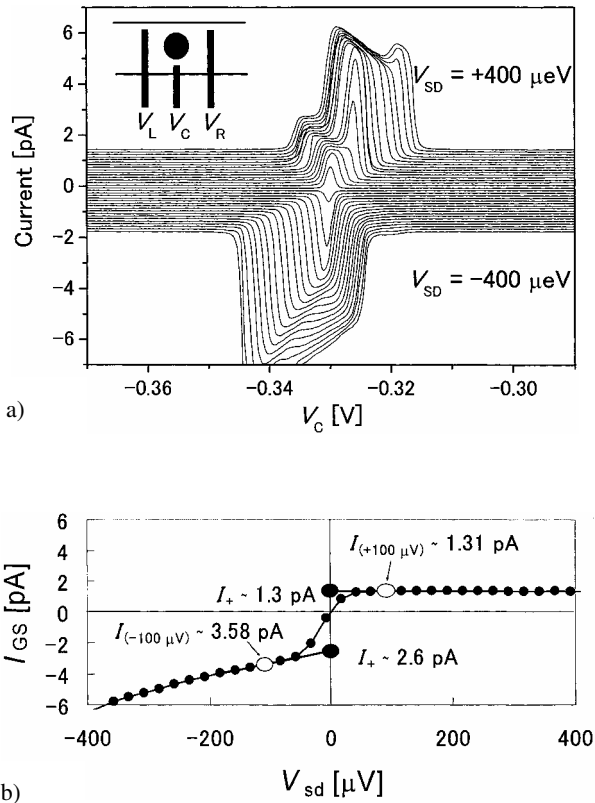 6
4
2
0
-2
-4
-6
Current [pA]
V_L V_C V_R
V_SD = +400 μeV
V_SD = -400 μeV
-0.36 -0.34 -0.32 -0.30
V_C [V]
a)
6
4
2
0
-2
-4
-6
I_GS [pA]
I_(+100 μV) ~ 1.31 pA
I_+ ~ 1.3 pA
I_(-100 μV) ~ 3.58 pA
I_+ ~ 2.6 pA
-400 -200 0 200 400
V_sd [μV]
b)